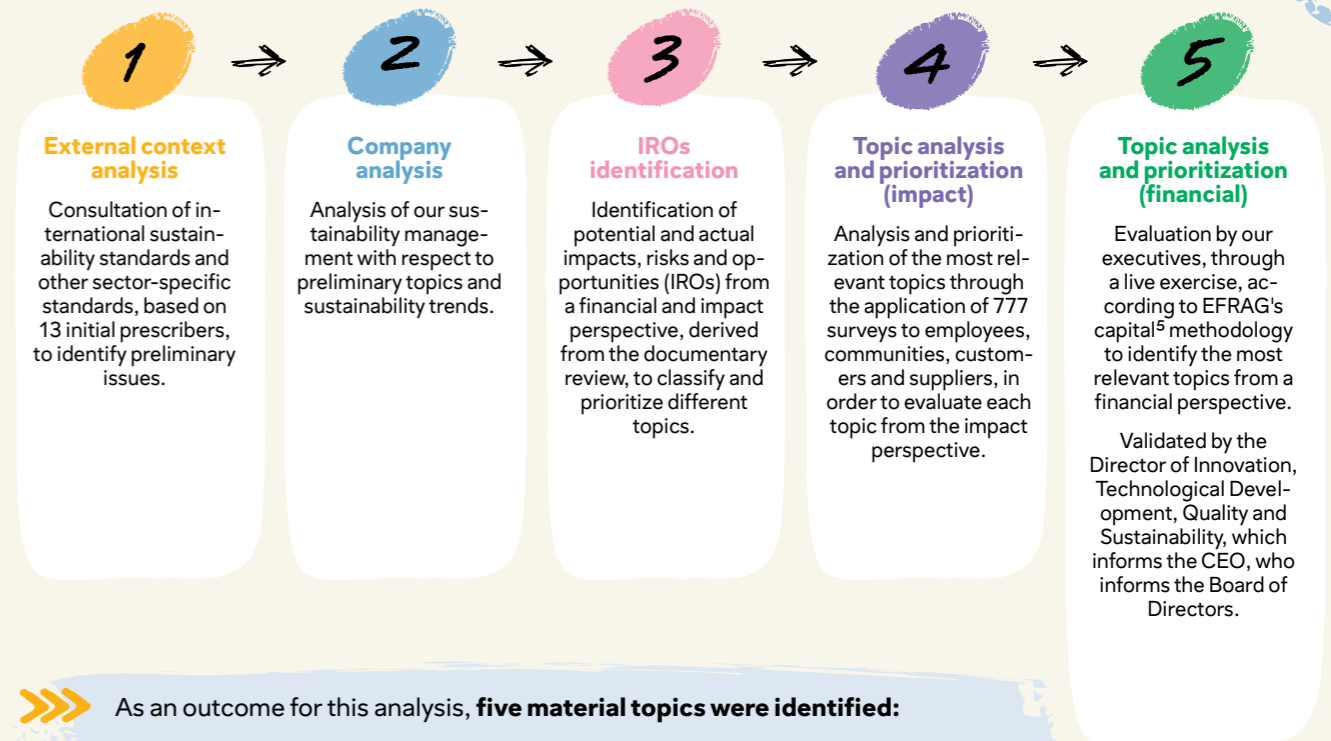 1
External context
analysis
Consultation of in-
ternational sustain-
ability standards and
other sector-specific
standards, based on
13 initial prescribers,
to identify preliminary
issues.
2
Company
analysis
Analysis of our sus-
tainability manage-
ment with respect to
preliminary topics and
sustainability trends.
3
IROs
identification
Identification of
potential and actual
impacts, risks and op-
portunities (IROs) from
a financial and impact
perspective, derived
from the documentary
review, to classify and
prioritize different
topics.
4
Topic analysis
and prioritization
(impact)
Analysis and prioriti-
zation of the most rel-
evant topics through
the application of 777
surveys to employees,
communities, custom-
ers and suppliers, in
order to evaluate each
topic from the impact
perspective.
5
Topic analysis
and prioritization
(financial)
Evaluation by our
executives, through
a live exercise, ac-
cording to EFRAG's
capital⁵ methodology
to identify the most
relevant topics from a
financial perspective.
Validated by the
Director of Innovation,
Technological Devel-
opment, Quality and
Sustainability, which
informs the CEO, who
informs the Board of
Directors.
As an outcome for this analysis, five material topics were identified: